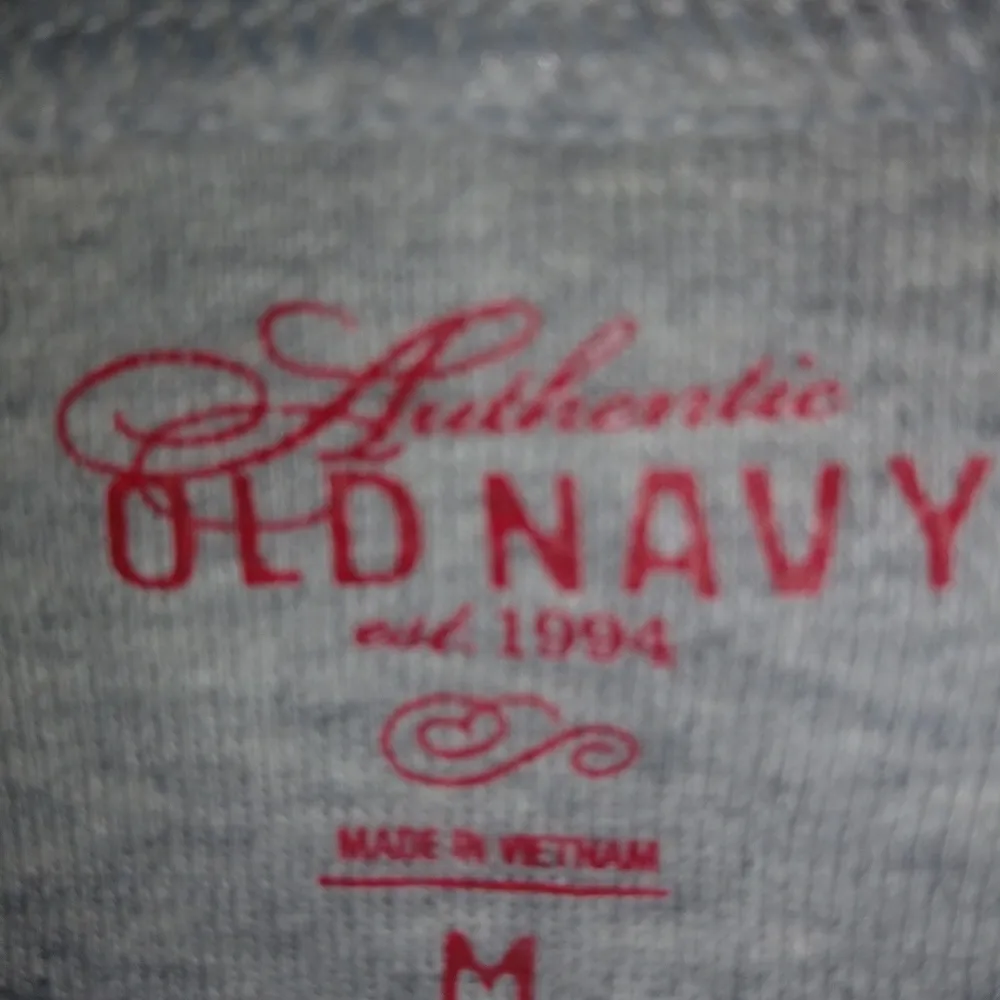 Authentic
OLD NAVY
est. 1994
MADE IN VIETNAM
M